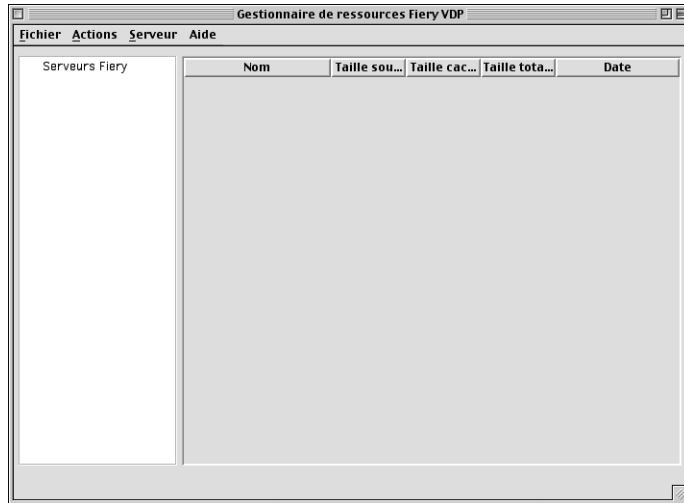 Gestionnaire de ressources Fiery VDP
Fichier Actions Serveur Aide
Serveurs Fiery
Nom Taille sou... Taille cac... Taille tota... Date